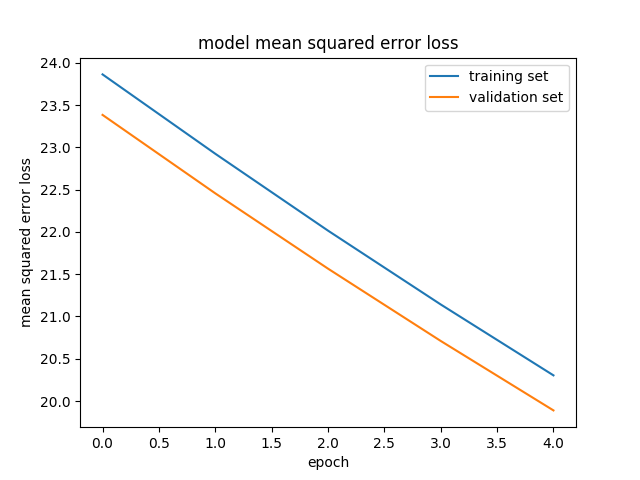 model mean squared error loss
24.0
23.5
23.0
22.5
22.0
21.5
21.0
20.5
20.0
mean squared error loss
training set
validation set
0.0 0.5 1.0 1.5 2.0 2.5 3.0 3.5 4.0
epoch